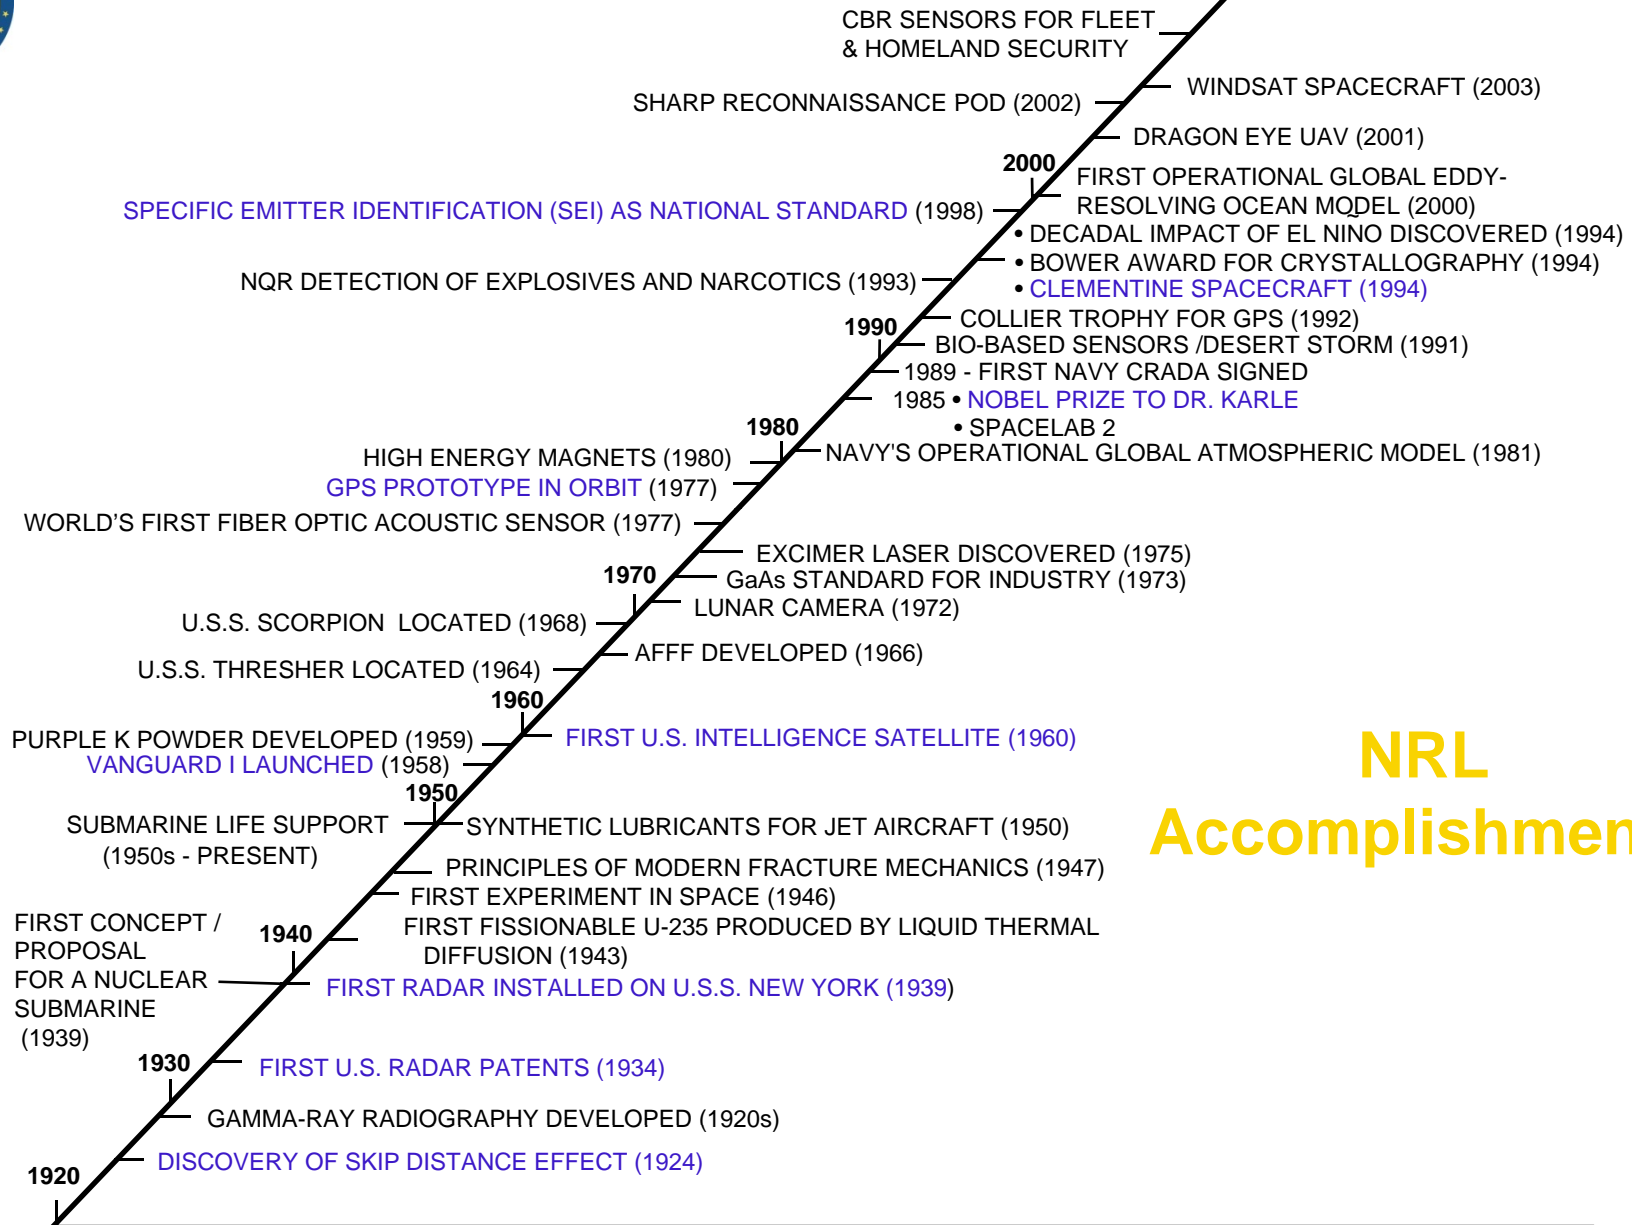 CBR SENSORS FOR FLEET
& HOMELAND SECURITY
WINDSAT SPACECRAFT (2003)
SHARP RECONNAISSANCE POD (2002)
DRAGON EYE UAV (2001)
2000
FIRST OPERATIONAL GLOBAL EDDY-
RESOLVING OCEAN MODEL (2000)
SPECIFIC EMITTER IDENTIFICATION (SEI) AS NATIONAL STANDARD (1998)
• DECADAL IMPACT OF EL NIÑO DISCOVERED (1994)
• BOWER AWARD FOR CRYSTALLOGRAPHY (1994)
• CLEMENTINE SPACECRAFT (1994)
NQR DETECTION OF EXPLOSIVES AND NARCOTICS (1993)
COLLIER TROPHY FOR GPS (1992)
1990
BIO-BASED SENSORS /DESERT STORM (1991)
1989 - FIRST NAVY CRADA SIGNED
1985 • NOBEL PRIZE TO DR. KARLE
• SPACELAB 2
1980
NAVY'S OPERATIONAL GLOBAL ATMOSPHERIC MODEL (1981)
HIGH ENERGY MAGNETS (1980)
GPS PROTOTYPE IN ORBIT (1977)
WORLD’S FIRST FIBER OPTIC ACOUSTIC SENSOR (1977)
EXCIMER LASER DISCOVERED (1975)
1970
GaAs STANDARD FOR INDUSTRY (1973)
LUNAR CAMERA (1972)
U.S.S. SCORPION LOCATED (1968)
AFFF DEVELOPED (1966)
U.S.S. THRESHER LOCATED (1964)
1960
PURPLE K POWDER DEVELOPED (1959)
FIRST U.S. INTELLIGENCE SATELLITE (1960)
VANGUARD I LAUNCHED (1958)
NRL
Accomplishmen
1950
SUBMARINE LIFE SUPPORT
(1950s - PRESENT)
SYNTHETIC LUBRICANTS FOR JET AIRCRAFT (1950)
PRINCIPLES OF MODERN FRACTURE MECHANICS (1947)
FIRST EXPERIMENT IN SPACE (1946)
FIRST FISSIONABLE U-235 PRODUCED BY LIQUID THERMAL
DIFFUSION (1943)
1940
FIRST CONCEPT /
PROPOSAL
FOR A NUCLEAR
SUBMARINE
(1939)
FIRST RADAR INSTALLED ON U.S.S. NEW YORK (1939)
1930
FIRST U.S. RADAR PATENTS (1934)
GAMMA-RAY RADIOGRAPHY DEVELOPED (1920s)
DISCOVERY OF SKIP DISTANCE EFFECT (1924)
1920